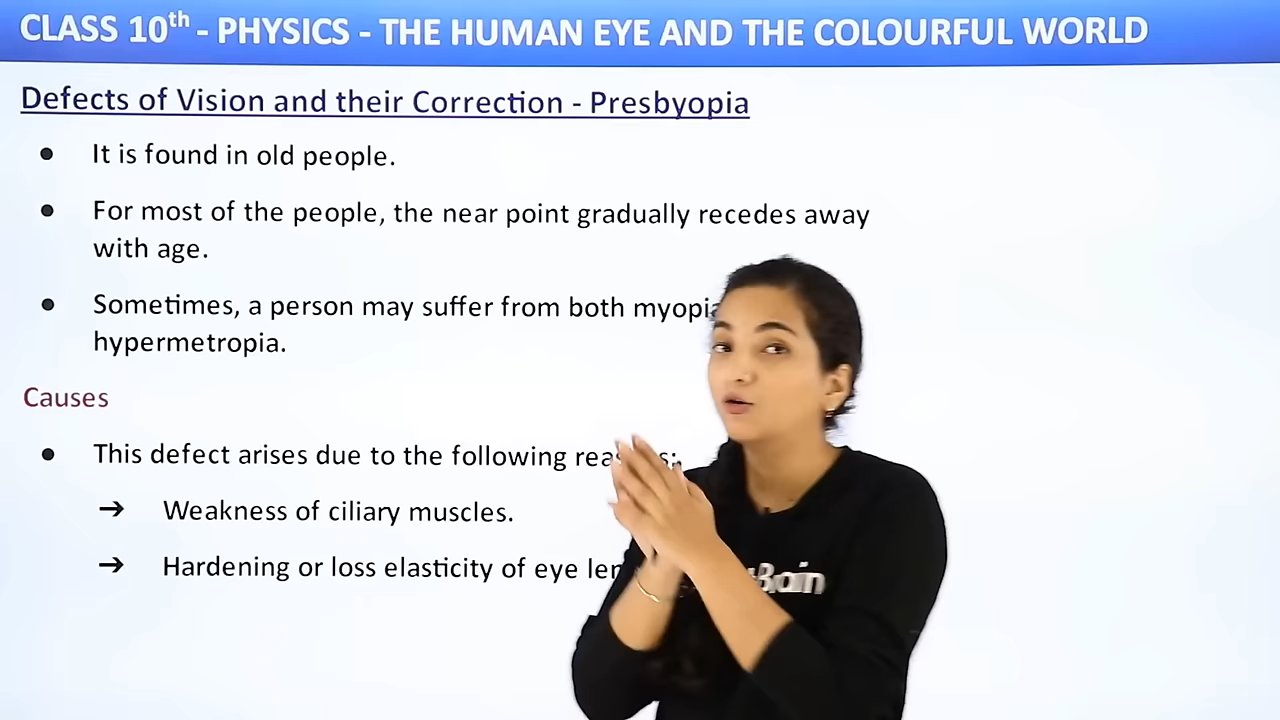 CLASS 10th - PHYSICS - THE HUMAN EYE AND THE COLOURFUL WORLD
Defects of Vision and their Correction - Presbyopia
• It is found in old people.
• For most of the people, the near point gradually recedes away
with age.
• Sometimes, a person may suffer from both
hypermetropia.
Causes
• This defect arises due to the following
➔ Weakness of ciliary muscles.
➔ Hardening or loss elasticity of eye
Brain